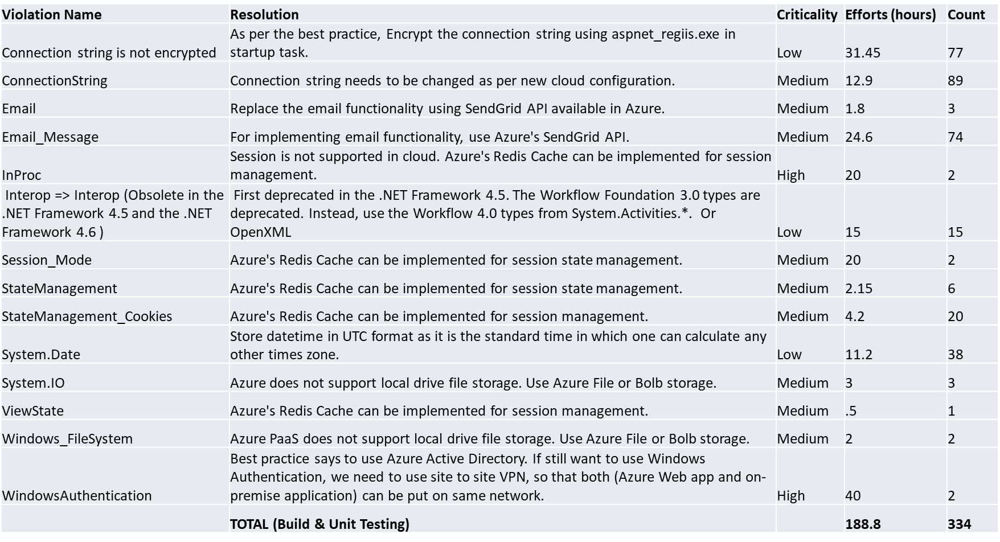 Violation Name Resolution Criticality Efforts (hours) Count
As per the best practice, Encrypt the connection string using aspnet_regiis.exe in
Connection string is not encrypted startup task. Low 31.45 77
ConnectionString Connection string needs to be changed as per new cloud configuration. Medium 12.9 89
Email Replace the email functionality using SendGrid API available in Azure. Medium 1.8 3
Email_Message For implementing email functionality, use Azure's SendGrid API. Medium 24.6 74
Session is not supported in cloud. Azure's Redis Cache can be implemented for session
InProc management. High 20 2
Interop => Interop (Obsolete in the First deprecated in the .NET Framework 4.5. The Workflow Foundation 3.0 types are
.NET Framework 4.5 and the .NET deprecated. Instead, use the Workflow 4.0 types from System.Activities.*. Or
Framework 4.6 ) OpenXML Low 15 15
Session_Mode Azure's Redis Cache can be implemented for session state management. Medium 20 2
StateManagement Azure's Redis Cache can be implemented for session state management. Medium 2.15 6
StateManagement_Cookies Azure's Redis Cache can be implemented for session management. Medium 4.2 20
Store datetime in UTC format as it is the standard time in which one can calculate any
System.Date other times zone. Low 11.2 38
System.IO Azure does not support local drive file storage. Use Azure File or Bolb storage. Medium 3 3
ViewState Azure's Redis Cache can be implemented for session management. Medium .5 1
Windows_FileSystem Azure PaaS does not support local drive file storage. Use Azure File or Bolb storage. Medium 2 2
Best practice says to use Azure Active Directory. If still want to use Windows
Authentication, we need to use site to site VPN, so that both (Azure Web app and on-
WindowsAuthentication premise application) can be put on same network. High 40 2
TOTAL (Build & Unit Testing) 188.8 334